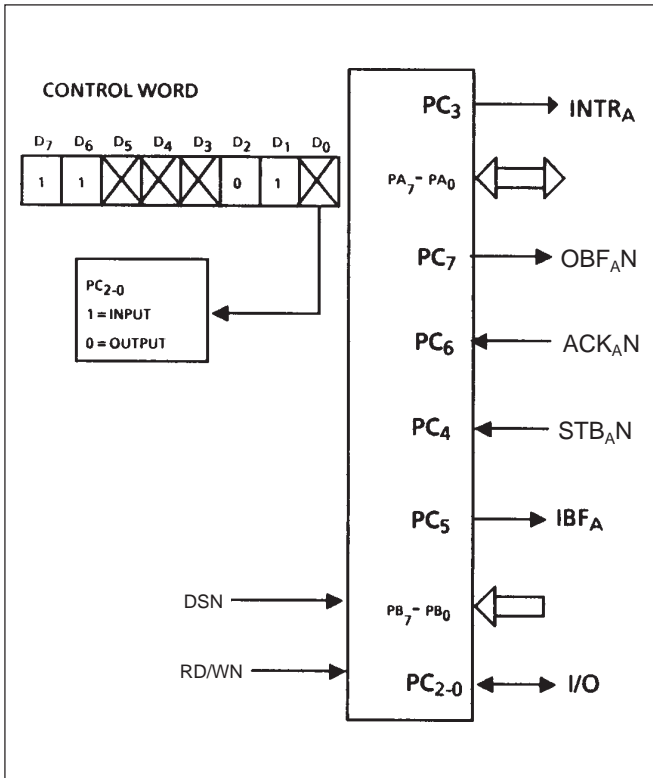 CONTROL WORD
D7 D6 D5 D4 D3 D2 D1 D0
1 1 0 1
PC2-0
1 = INPUT
0 = OUTPUT
PC3 INTRA
PA7 - PA0
PC7 OBFAN
PC6 ACKAN
PC4 STBAN
PC5 IBFA
DSN
PB7 - PB0
RD/WN
PC2-0 I/O